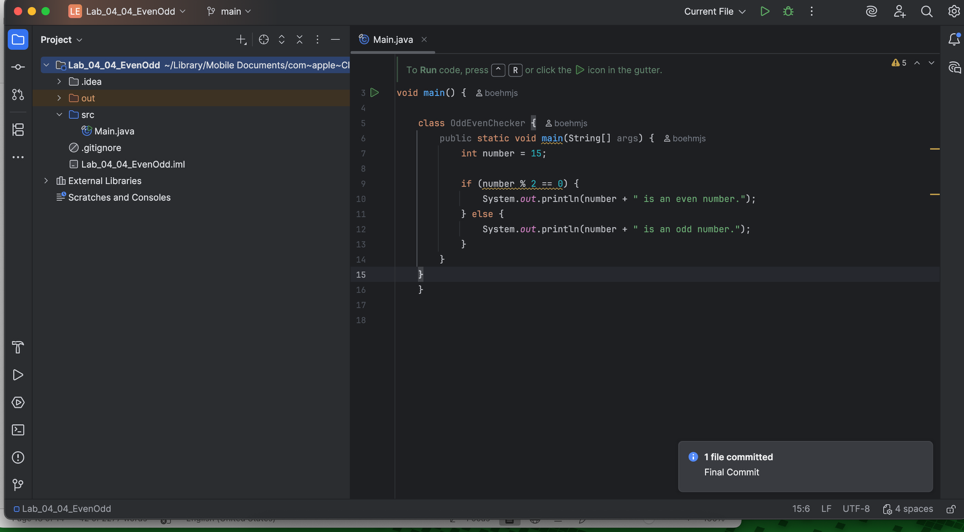 LE Lab_04_04_EvenOdd main Current File
Project
Main.java
Lab_04_04_EvenOdd ~/Library/Mobile Documents/com~apple~Cl
.idea
out
src
Main.java
.gitignore
Lab_04_04_EvenOdd.iml
External Libraries
Scratches and Consoles
To Run code, press ^ R or click the icon in the gutter.
5
3 void main() { boehmjs
4
5 class OddEvenChecker { boehmjs
6 public static void main(String[] args) { boehmjs
7 int number = 15;
8
9 if (number % 2 == 0) {
10 System.out.println(number + " is an even number.");
11 } else {
12 System.out.println(number + " is an odd number.");
13 }
14 }
15 }
16 }
17
18
1 file committed
Final Commit
Lab_04_04_EvenOdd 15:6 LF UTF-8 4 spaces